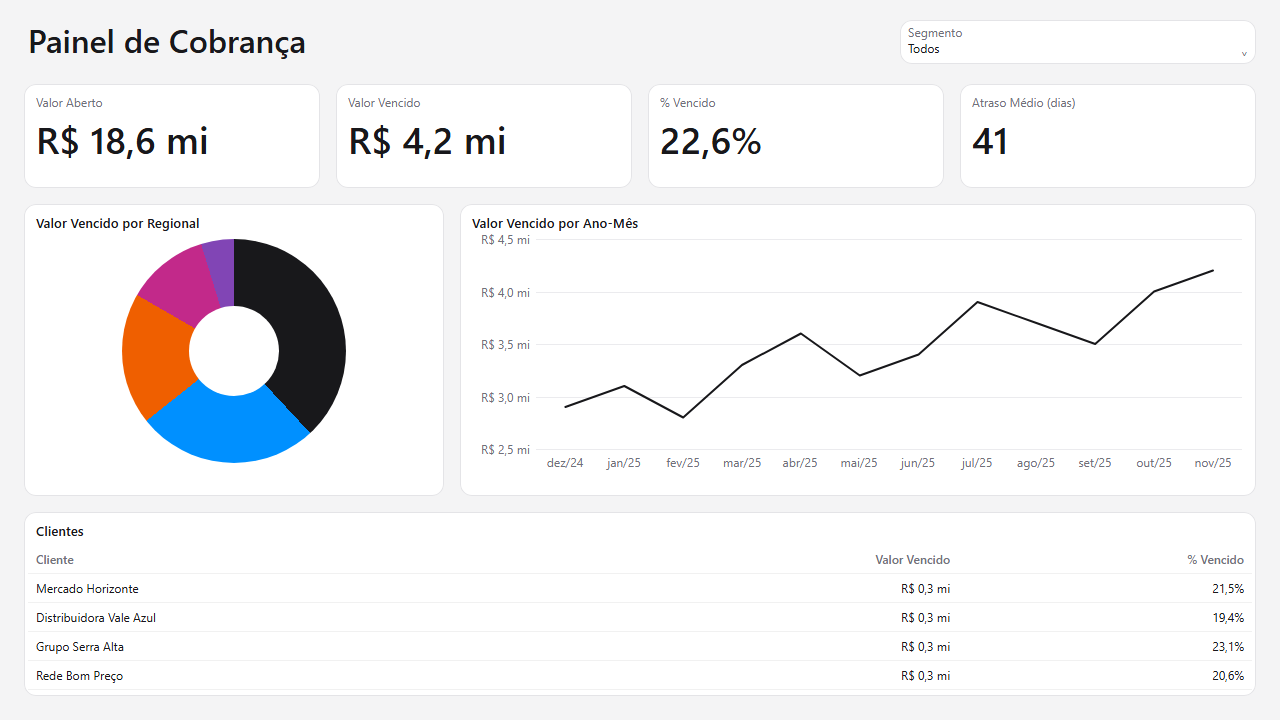 Painel de Cobrança
Segmento
Todos
Valor Aberto
R$ 18,6 mi
Valor Vencido
R$ 4,2 mi
% Vencido
22,6%
Atraso Médio (dias)
41
Valor Vencido por Regional
Valor Vencido por Ano-Mês
R$ 4,5 mi
R$ 4,0 mi
R$ 3,5 mi
R$ 3,0 mi
R$ 2,5 mi
dez/24 jan/25 fev/25 mar/25 abr/25 mai/25 jun/25 jul/25 ago/25 set/25 out/25 nov/25
Clientes
Cliente Valor Vencido % Vencido
Mercado Horizonte R$ 0,3 mi 21,5%
Distribuidora Vale Azul R$ 0,3 mi 19,4%
Grupo Serra Alta R$ 0,3 mi 23,1%
Rede Bom Preço R$ 0,3 mi 20,6%